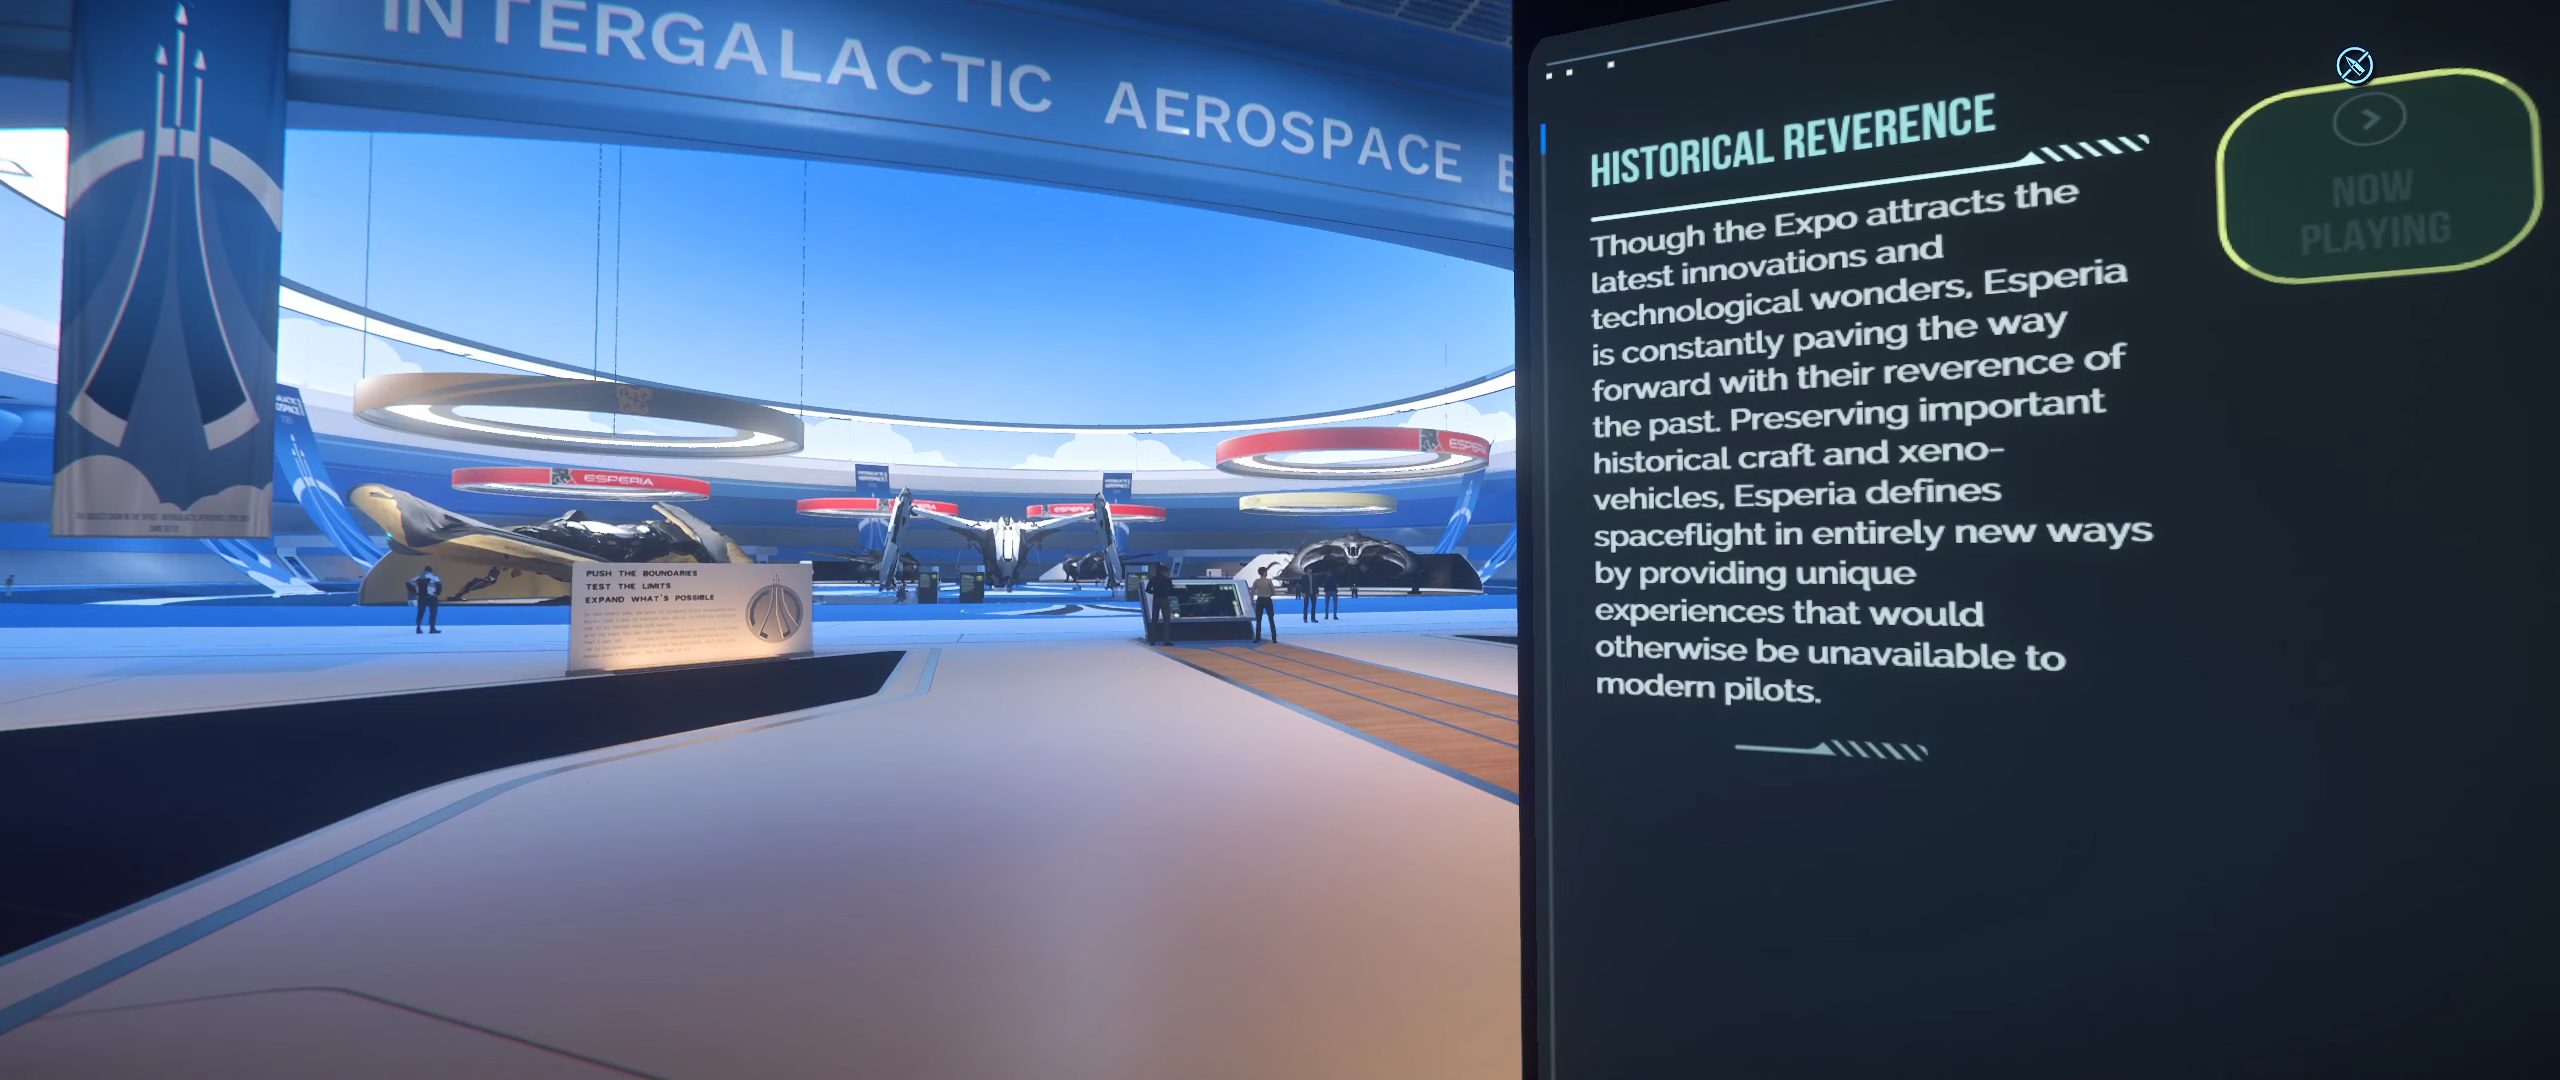 INTERGALACTIC AEROSPACE
HISTORICAL REVERENCE
Though the Expo attracts the
latest innovations and
technological wonders, Esperia
is constantly paving the way
forward with their reverence of
the past. Preserving important
historical craft and xeno-
vehicles, Esperia defines
spaceflight in entirely new ways
by providing unique
experiences that would
otherwise be unavailable to
modern pilots.
NOW
PLAYING
ESPERIA
PUSH THE BOUNDARIES
TEST THE LIMITS
EXPAND WHAT'S POSSIBLE